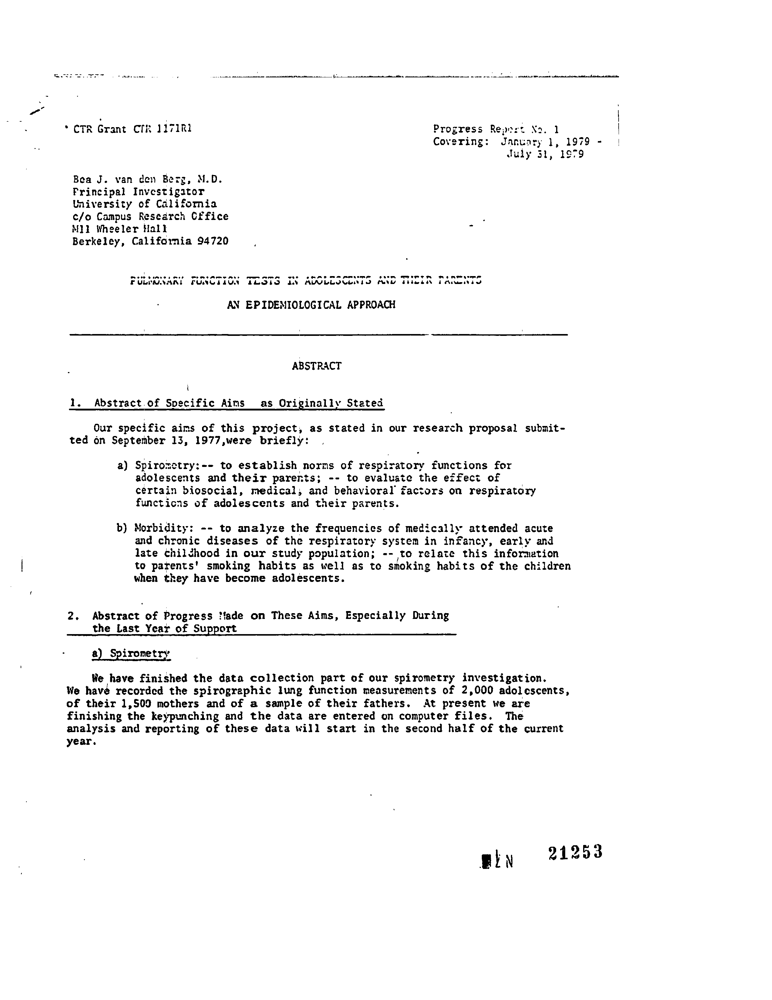 CTR Grant CTR 1171R1
Progress Report No. 1
Covering: January 1, 1979 -
July 31, 1979
Bea J. van den Berg, M.D.
Principal Investigator
University of California
c/o Campus Research Office
M11 Wheeler Hall
Berkeley, California 94720
PULMONARY FUNCTION TESTS IN ADOLESCENTS AND THEIR PARENTS
AN EPIDEMIOLOGICAL APPROACH
ABSTRACT
1. Abstract of Specific Aims as Originally Stated
Our specific aims of this project, as stated in our research proposal submit-
ted on September 13, 1977,were briefly:
a) Spirometry:-- to establish norms of respiratory functions for
adolescents and their parents; -- to evaluate the effect of
certain biosocial, medical, and behavioral factors on respiratory
functions of adolescents and their parents.
b) Morbidity: -- to analyze the frequencies of medically attended acute
and chronic diseases of the respiratory system in infancy, early and
late childhood in our study population; -- to relate this information
to parents' smoking habits as well as to smoking habits of the children
when they have become adolescents.
2. Abstract of Progress Made on These Aims, Especially During
the Last Year of Support
a) Spirometry
We have finished the data collection part of our spirometry investigation.
We have recorded the spirographic lung function measurements of 2,000 adolescents,
of their 1,500 mothers and of a sample of their fathers. At present we are
finishing the keypunching and the data are entered on computer files. The
analysis and reporting of these data will start in the second half of the current
year.
21253